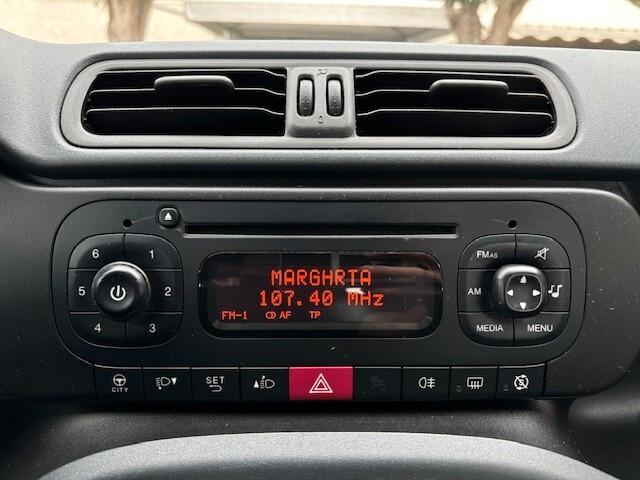 MARGHRTA
107.40 MHz
FM-1 AF TP
6 1
5 2
4 3
FMAS
AM
MEDIA MENU
CITY
SET